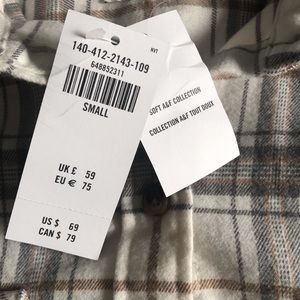 140-412-2143-109
648852311
SMALL
UK £ 59
EU € 75
US $ 69
CAN $ 79
NVT
SOFT A&F COLLECTION
COLLECTION A&F TOUT DOUX